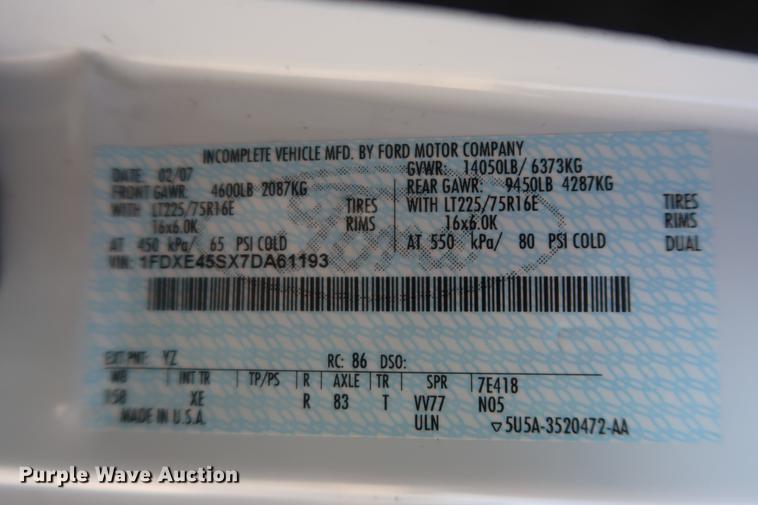 INCOMPLETE VEHICLE MFD. BY FORD MOTOR COMPANY
DATE 02/07 GVWR: 14050LB/ 6373KG
FRONT GAWR: 4600LB 2087KG REAR GAWR: 9450LB 4287KG
WITH LT225/75R16E TIRES WITH LT225/75R16E TIRES
16x6.0K RIMS 16x6.0K RIMS
AT 450 kPa/ 65 PSI COLD AT 550 kPa/ 80 PSI COLD DUAL
VIN: 1FDXE45SX7DA61193
EXT PNT: YZ RC: 86 DSO:
WB INT TR TP/PS R AXLE TR SPR 7E418
158 XE R 83 T VV77 N05
MADE IN U.S.A. ULN ▽5U5A-3520472-AA
Purple Wave Auction